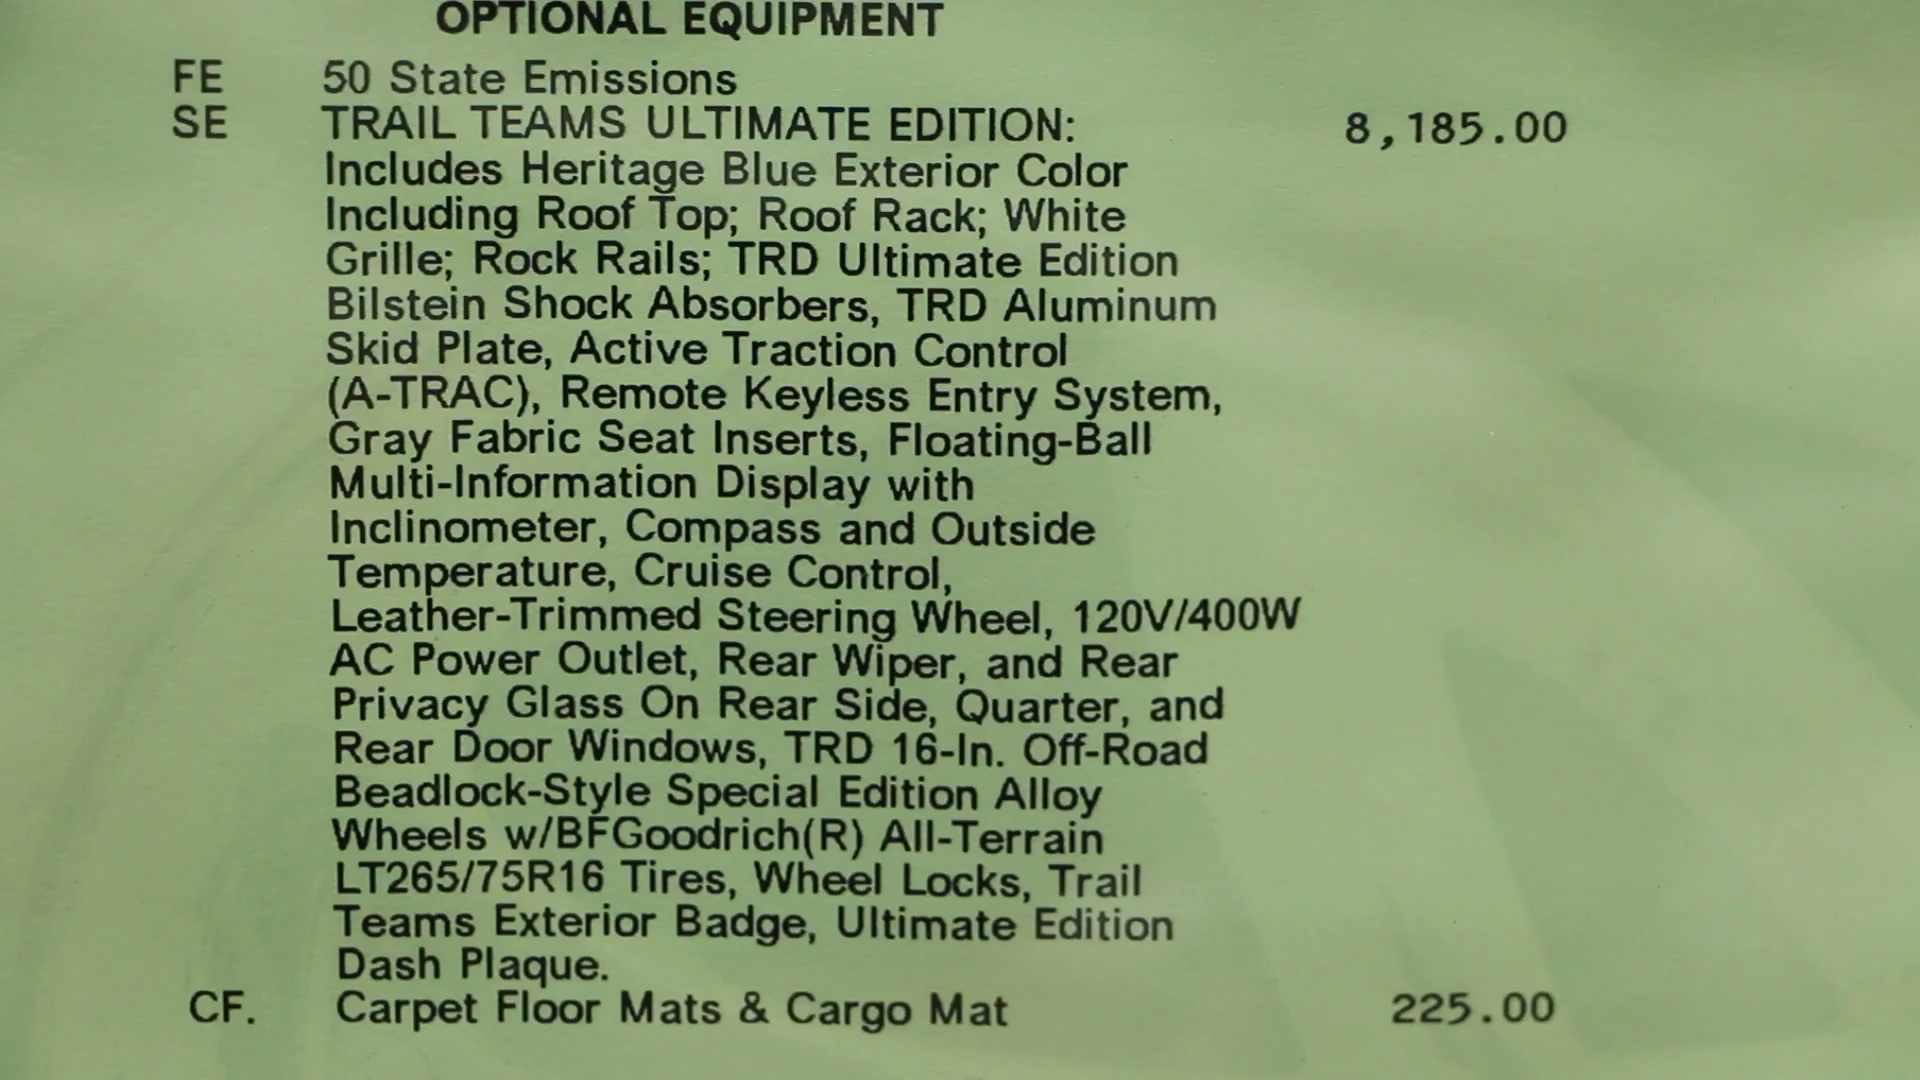 OPTIONAL EQUIPMENT
FE 50 State Emissions
SE TRAIL TEAMS ULTIMATE EDITION: 8,185.00
Includes Heritage Blue Exterior Color
Including Roof Top; Roof Rack; White
Grille; Rock Rails; TRD Ultimate Edition
Bilstein Shock Absorbers, TRD Aluminum
Skid Plate, Active Traction Control
(A-TRAC), Remote Keyless Entry System,
Gray Fabric Seat Inserts, Floating-Ball
Multi-Information Display with
Inclinometer, Compass and Outside
Temperature, Cruise Control,
Leather-Trimmed Steering Wheel, 120V/400W
AC Power Outlet, Rear Wiper, and Rear
Privacy Glass On Rear Side, Quarter, and
Rear Door Windows, TRD 16-In. Off-Road
Beadlock-Style Special Edition Alloy
Wheels w/BFGoodrich(R) All-Terrain
LT265/75R16 Tires, Wheel Locks, Trail
Teams Exterior Badge, Ultimate Edition
Dash Plaque.
CF. Carpet Floor Mats & Cargo Mat 225.00